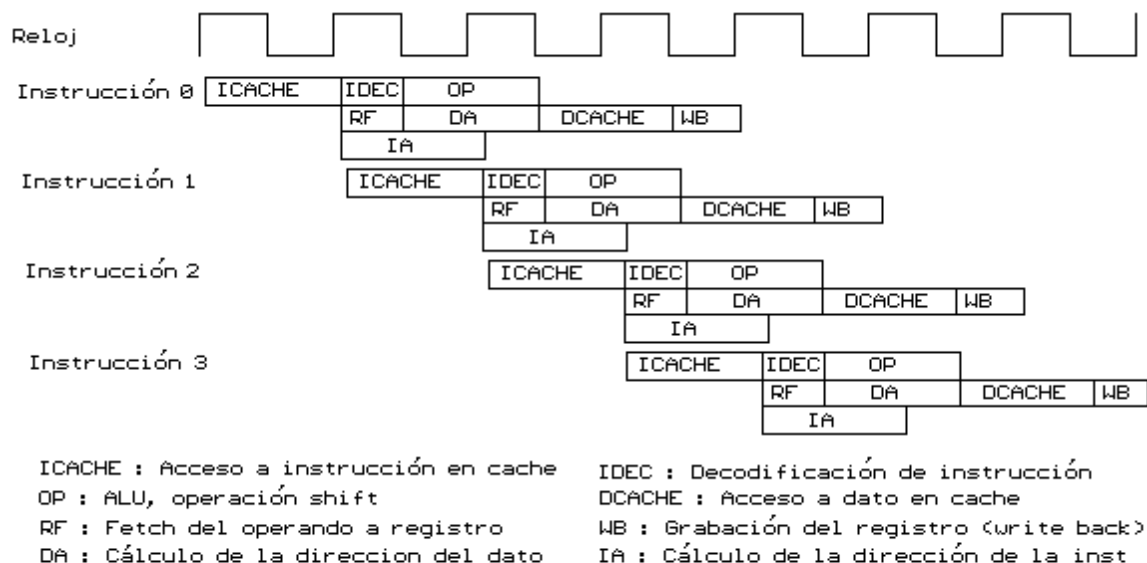 Reloj
Instrucción 0 ICACHE IDEC OP
RF DA DCACHE WB
IA
Instrucción 1 ICACHE IDEC OP
RF DA DCACHE WB
IA
Instrucción 2 ICACHE IDEC OP
RF DA DCACHE WB
IA
Instrucción 3 ICACHE IDEC OP
RF DA DCACHE WB
IA
ICACHE : Acceso a instrucción en cache IDEC : Decodificación de instrucción
OP : ALU, operación shift DCACHE : Acceso a dato en cache
RF : Fetch del operando a registro WB : Grabación del registro (write back)
DA : Cálculo de la direccion del dato IA : Cálculo de la dirección de la inst